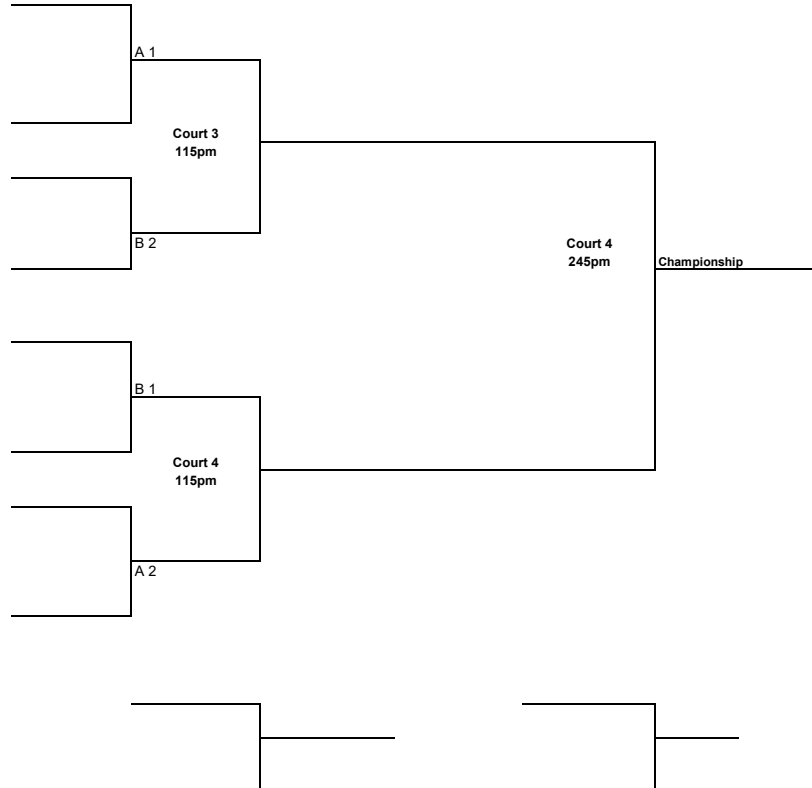 A 1
Court 3
115pm
B 2
Court 4
245pm
Championship
B 1
Court 4
115pm
A 2